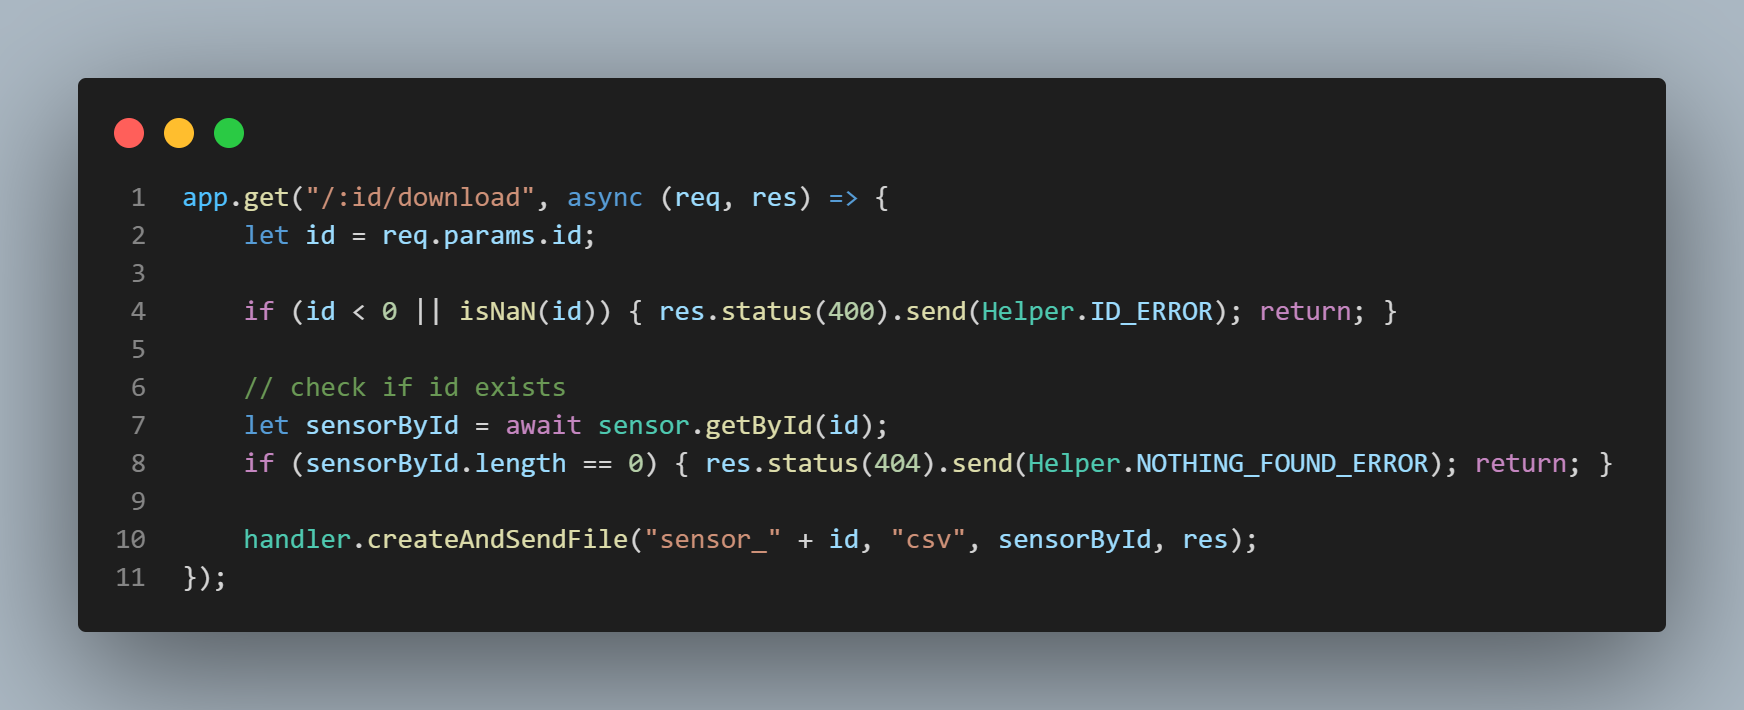 1 app.get("/:id/download", async (req, res) => {
2     let id = req.params.id;
3
4     if (id < 0 || isNaN(id)) { res.status(400).send(Helper.ID_ERROR); return; }
5
6     // check if id exists
7     let sensorById = await sensor.getById(id);
8     if (sensorById.length == 0) { res.status(404).send(Helper.NOTHING_FOUND_ERROR); return; }
9
10     handler.createAndSendFile("sensor_" + id, "csv", sensorById, res);
11 });